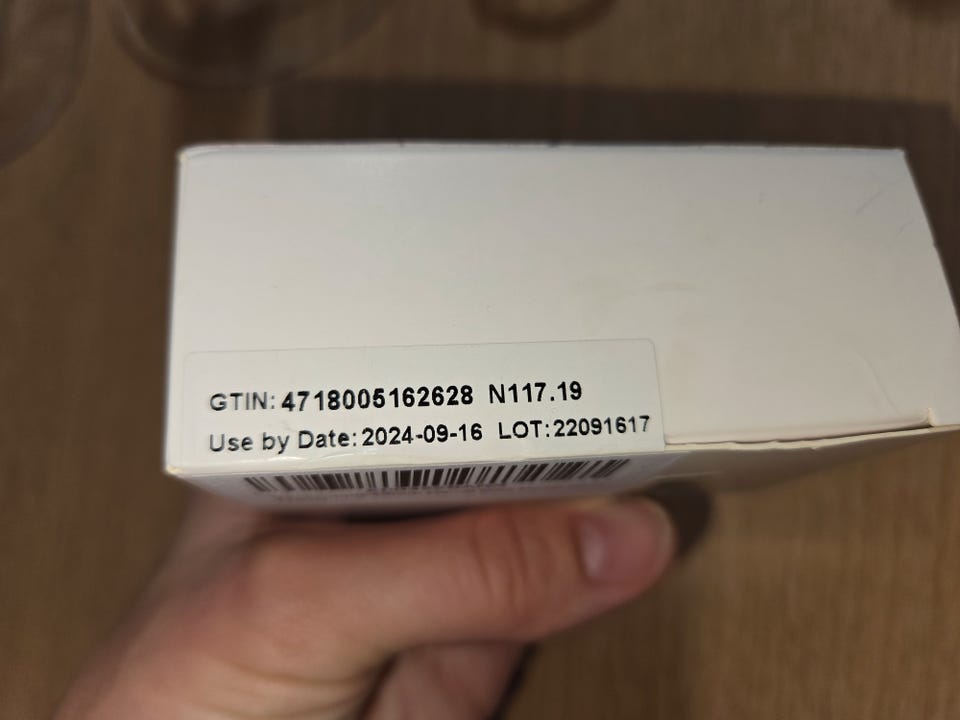 GTIN: 4718005162628 N117.19
Use by Date: 2024-09-16 LOT: 22091617